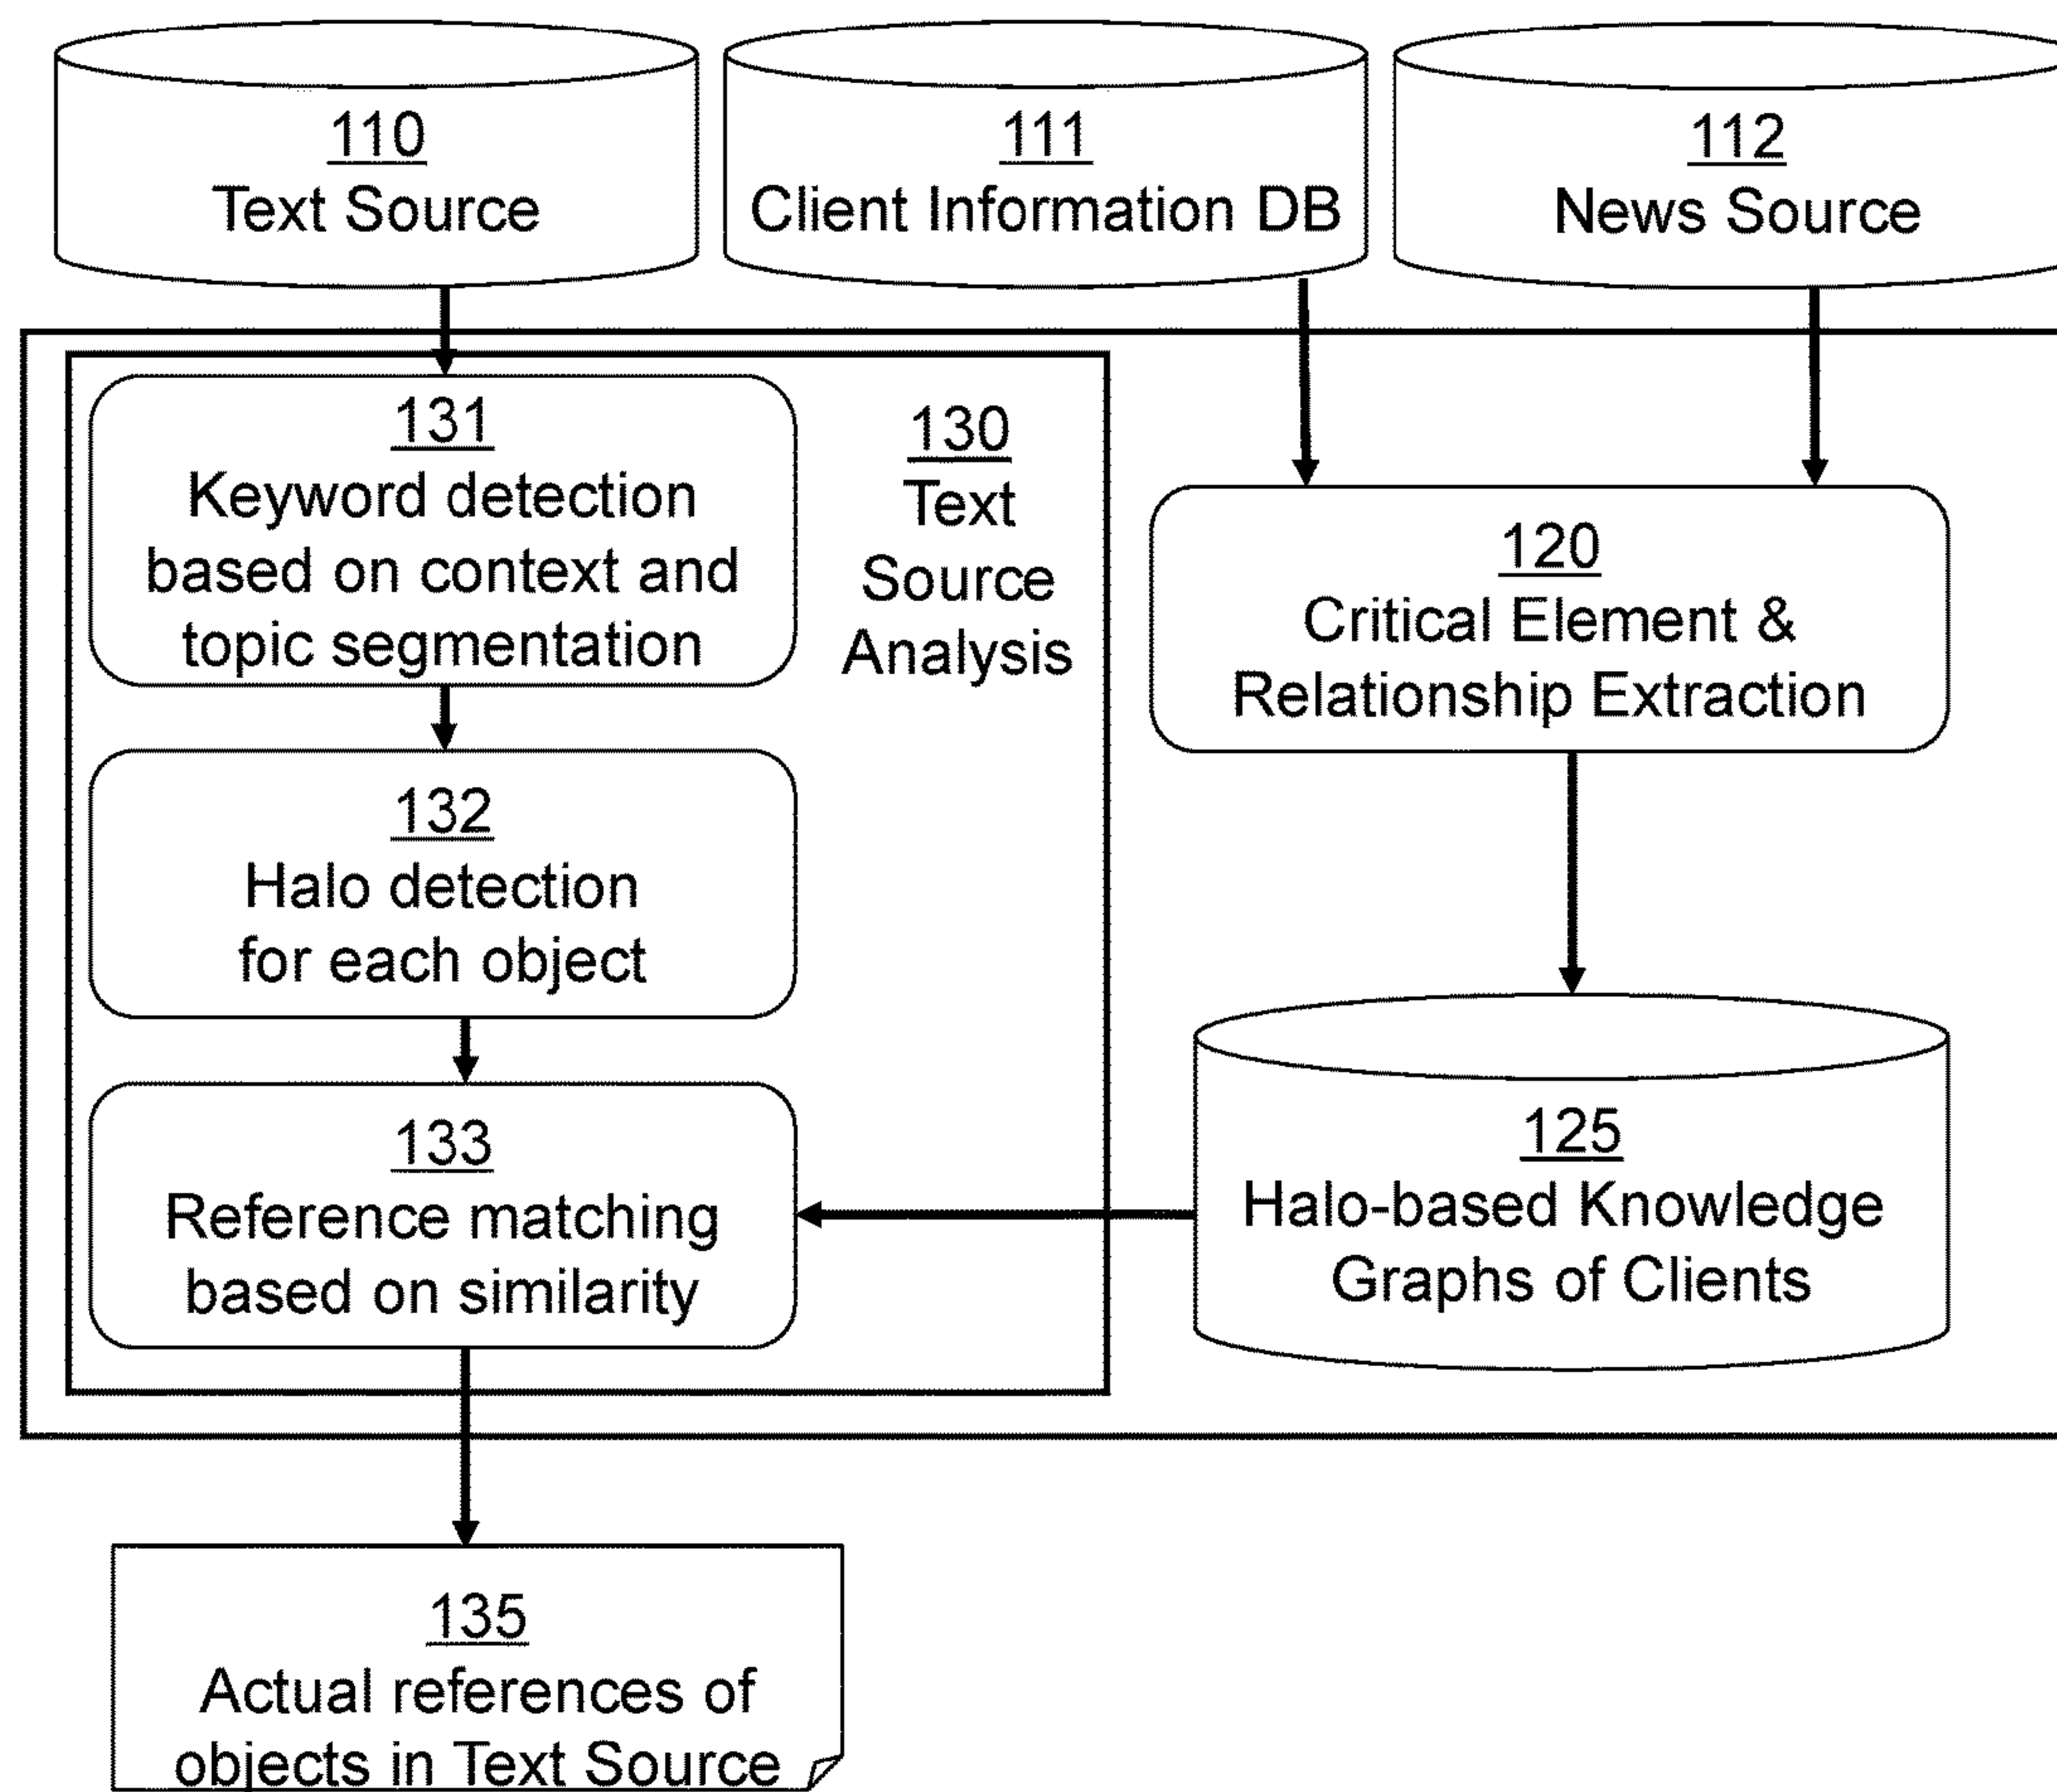 110
Text Source
111
Client Information DB
112
News Source
131
Keyword detection
based on context and
topic segmentation
130
Text
Source
Analysis
120
Critical Element &
Relationship Extraction
132
Halo detection
for each object
133
Reference matching
based on similarity
125
Halo-based Knowledge
Graphs of Clients
135
Actual references of
objects in Text Source